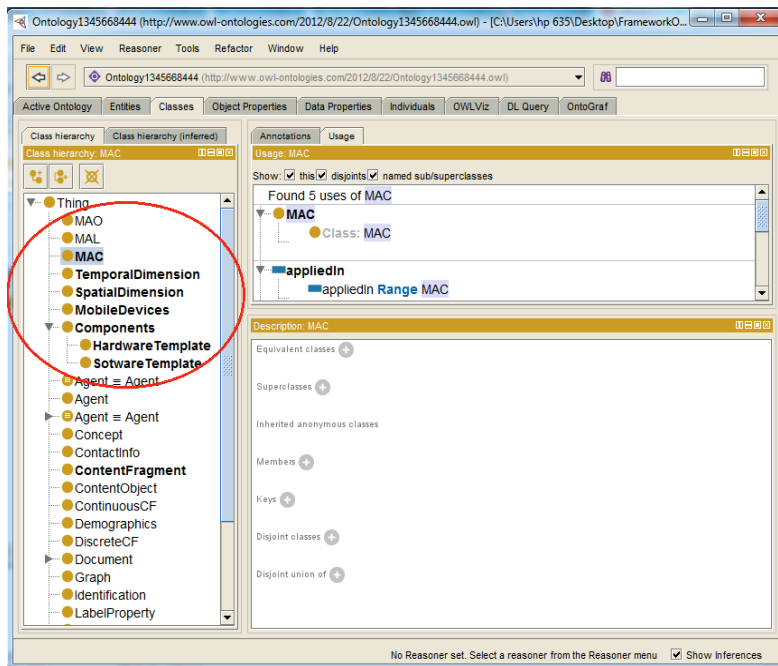 Ontology1345668444 (http://www.owl-ontologies.com/2012/8/22/Ontology1345668444.owl) - [C:\Users\hp 635\Desktop\FrameworkO...
File Edit View Reasoner Tools Refactor Window Help
Ontology1345668444 (http://www.owl-ontologies.com/2012/8/22/Ontology1345668444.owl)
Active Ontology Entities Classes Object Properties Data Properties Individuals OWLViz DL Query OntoGraf
Class hierarchy Class hierarchy (inferred)
Class hierarchy: MAC
Thing
MAO
MAL
MAC
TemporalDimension
SpatialDimension
MobileDevices
Components
HardwareTemplate
SotwareTemplate
Agent ≡ Agent
Agent
Agent ≡ Agent
Concept
ContactInfo
ContentFragment
ContentObject
ContinuousCF
Demographics
DiscreteCF
Document
Graph
Identification
LabelProperty
Annotations Usage
Usage: MAC
Show: this disjoints named sub/superclasses
Found 5 uses of MAC
MAC
Class: MAC
appliedIn
appliedIn Range MAC
Description: MAC
Equivalent classes
Superclasses
Inherited anonymous classes
Members
Keys
Disjoint classes
Disjoint union of
No Reasoner set. Select a reasoner from the Reasoner menu Show Inferences